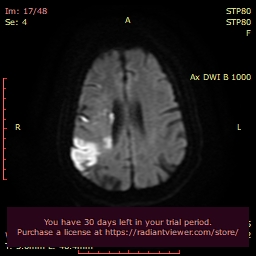 Im: 17/48
Se: 4
STP80
STP80
F
A
Ax DWI B 1000
R
L
You have 30 days left in your trial period.
Purchase a license at https://radiantviewer.com/store/